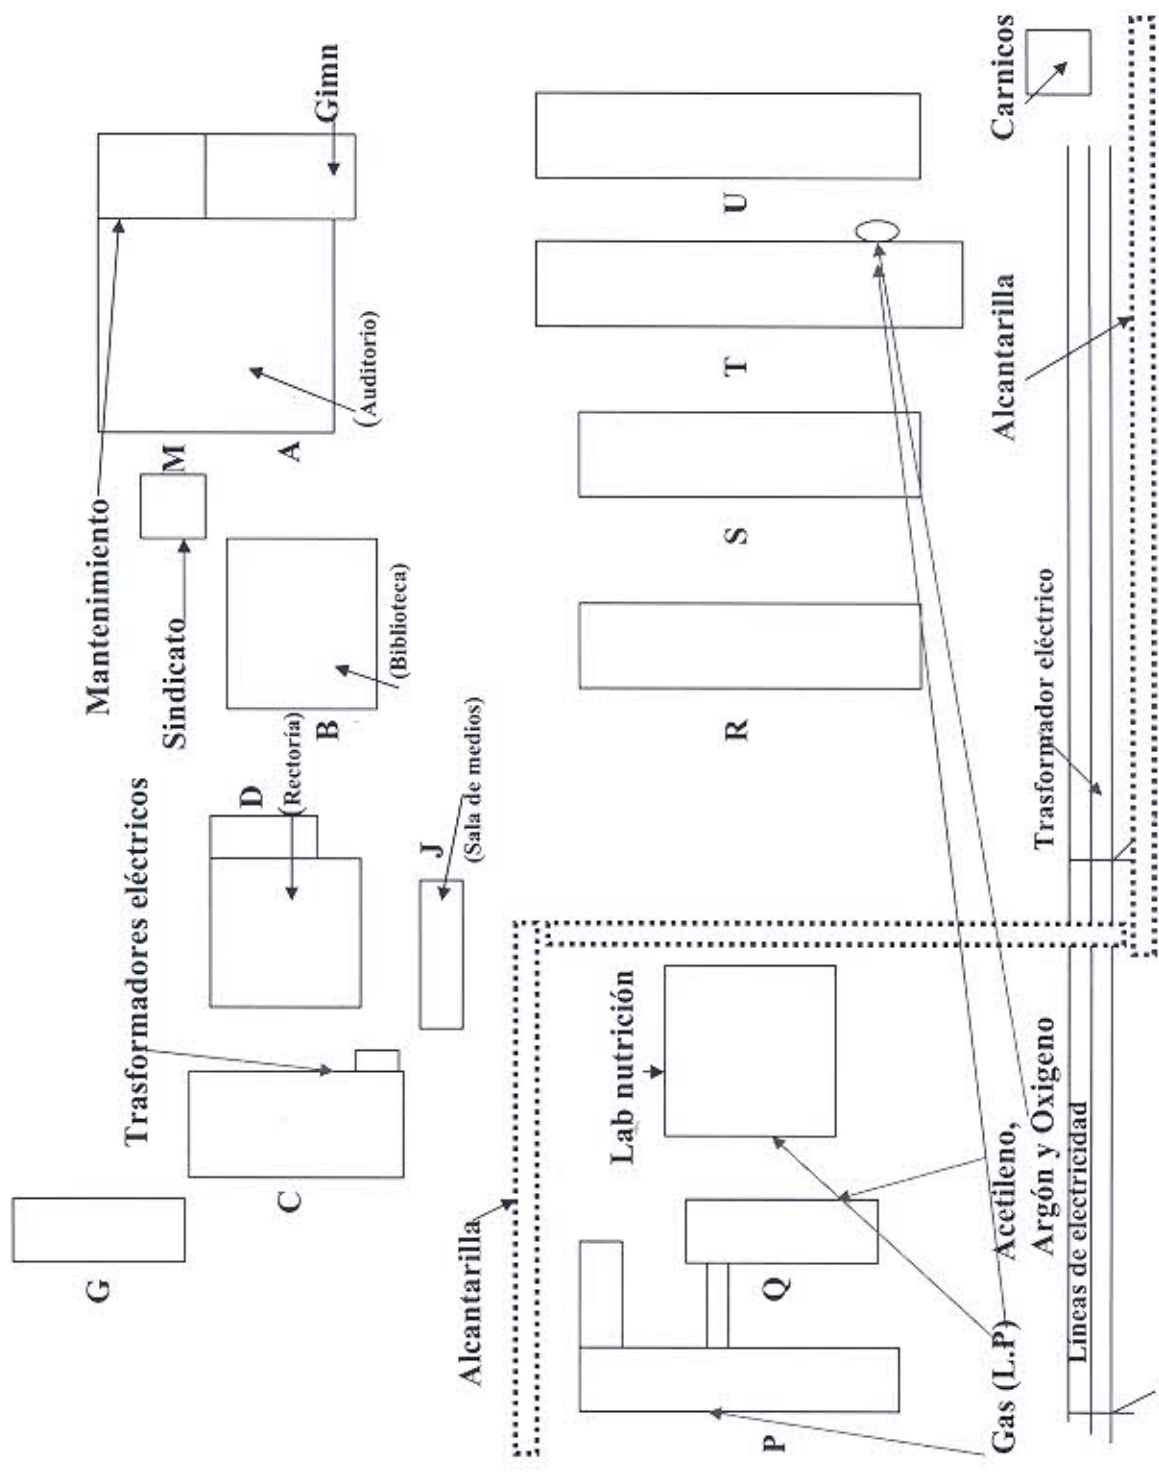 G
C
Trasformadores eléctricos
D
(Rectoría)
J
(Sala de medios)
B
(Biblioteca)
Sindicato
Mantenimiento
M
A
(Auditorio)
Gimn
Alcantarilla
P
Q
Lab nutrición
R
S
T
U
Gas (L.P)
Acetileno,
Argón y Oxigeno
Lineas de electricidad
Trasformador eléctrico
Alcantarilla
Carnicos